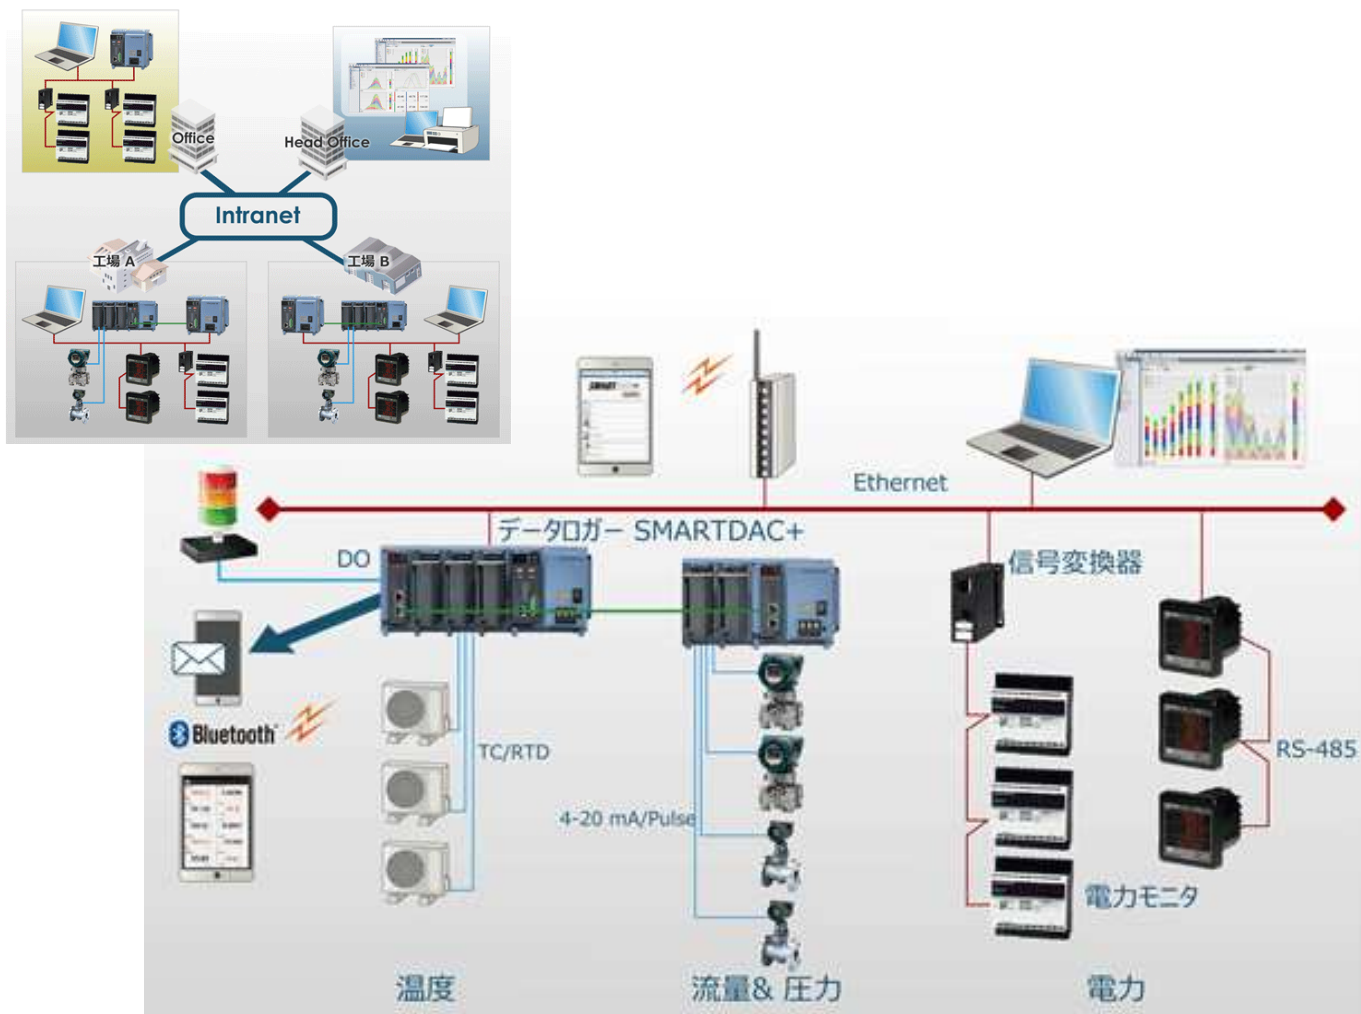 Office
Head Office
Intranet
工場 A
工場 B
SMART
Ethernet
データロガー SMARTDAC+
DO
信号変換器
Bluetooth
TC/RTD
RS-485
4-20 mA/Pulse
電力モニタ
温度
流量& 圧力
電力